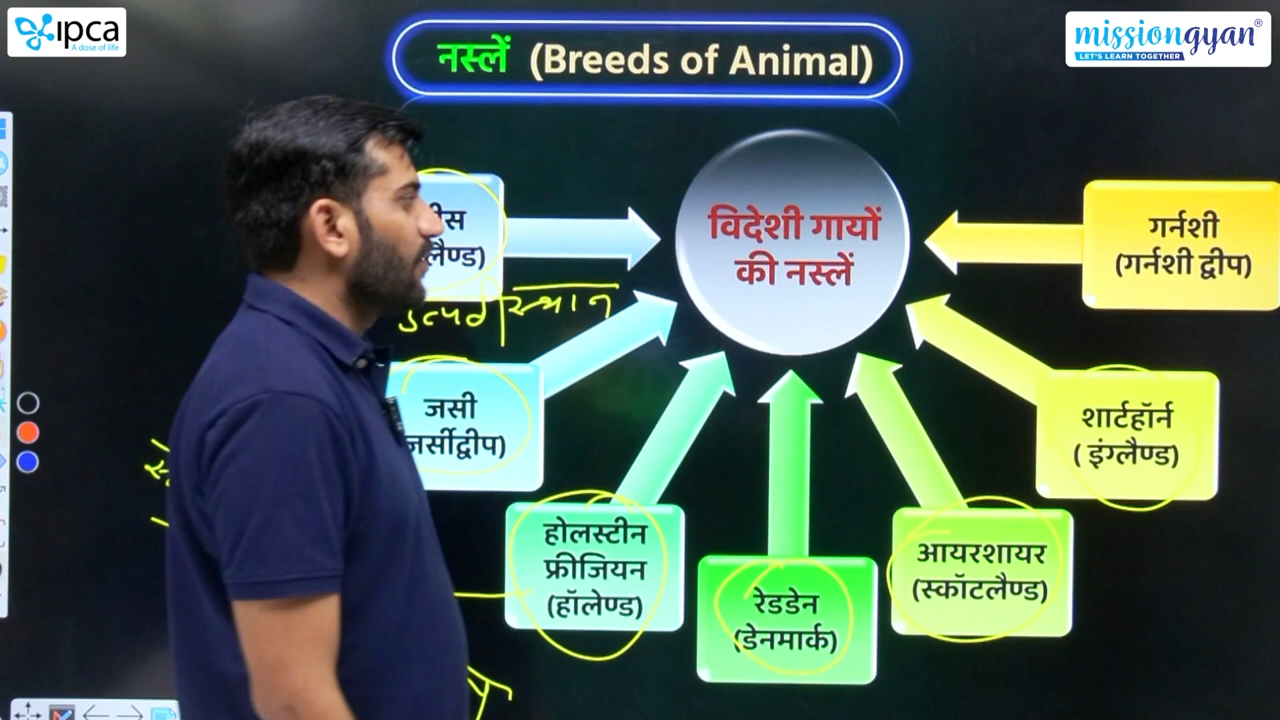 ipca
A dose of life
नस्लें (Breeds of Animal)
missiongyan®
LET'S LEARN TOGETHER
विदेशी गायों
की नस्लें
गर्नशी
(गर्नशी द्वीप)
स्थान
जसी
जर्सीद्वीप)
शार्टहॉर्न
( इंग्लैण्ड)
होलस्टीन
फ्रीजियन
(हॉलेण्ड)
रेडडेन
(डेनमार्क)
आयरशायर
(स्कॉटलैण्ड)